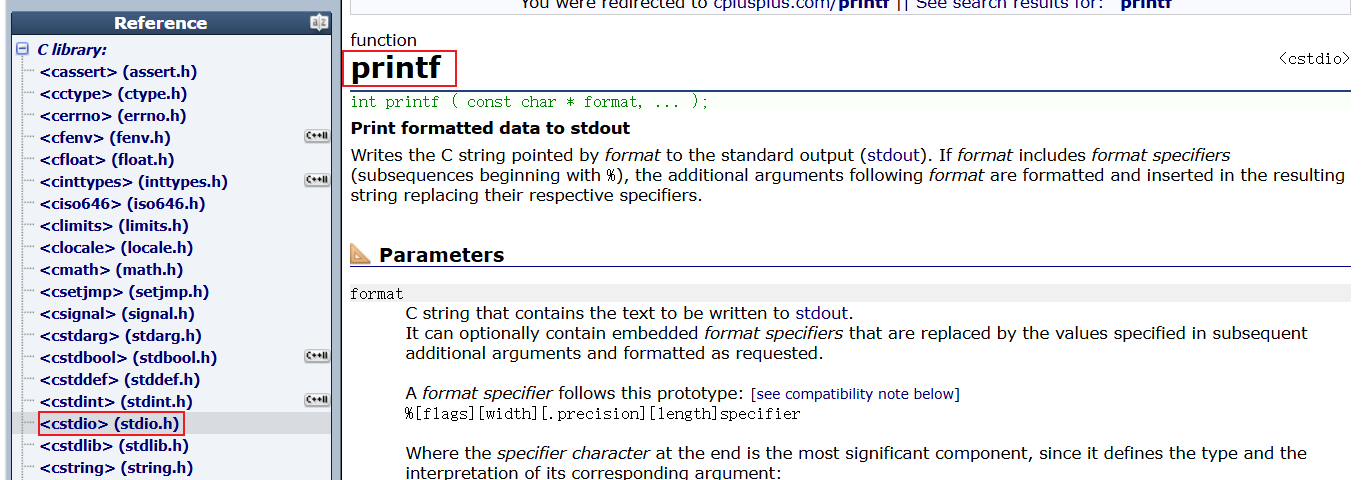 You were redirected to cplusplus.com/printf || See search results for: "printf"
Reference
C library:
<cassert> (assert.h)
<cctype> (ctype.h)
<cerrno> (errno.h)
<cfenv> (fenv.h)
C++11
<cfloat> (float.h)
<cinttypes> (inttypes.h)
C++11
<ciso646> (iso646.h)
<climits> (limits.h)
<clocale> (locale.h)
<cmath> (math.h)
<csetjmp> (setjmp.h)
<csignal> (signal.h)
<cstdarg> (stdarg.h)
<cstdbool> (stdbool.h)
C++11
<cstddef> (stddef.h)
<cstdint> (stdint.h)
C++11
<cstdio> (stdio.h)
<cstdlib> (stdlib.h)
<cstring> (string.h)
function
printf
<cstdio>
int printf ( const char * format, ... );
Print formatted data to stdout
Writes the C string pointed by format to the standard output (stdout). If format includes format specifiers
(subsequences beginning with %), the additional arguments following format are formatted and inserted in the resulting
string replacing their respective specifiers.
Parameters
format
C string that contains the text to be written to stdout.
It can optionally contain embedded format specifiers that are replaced by the values specified in subsequent
additional arguments and formatted as requested.
A format specifier follows this prototype: [see compatibility note below]
%[flags][width][.precision][length]specifier
Where the specifier character at the end is the most significant component, since it defines the type and the
interpretation of its corresponding argument: